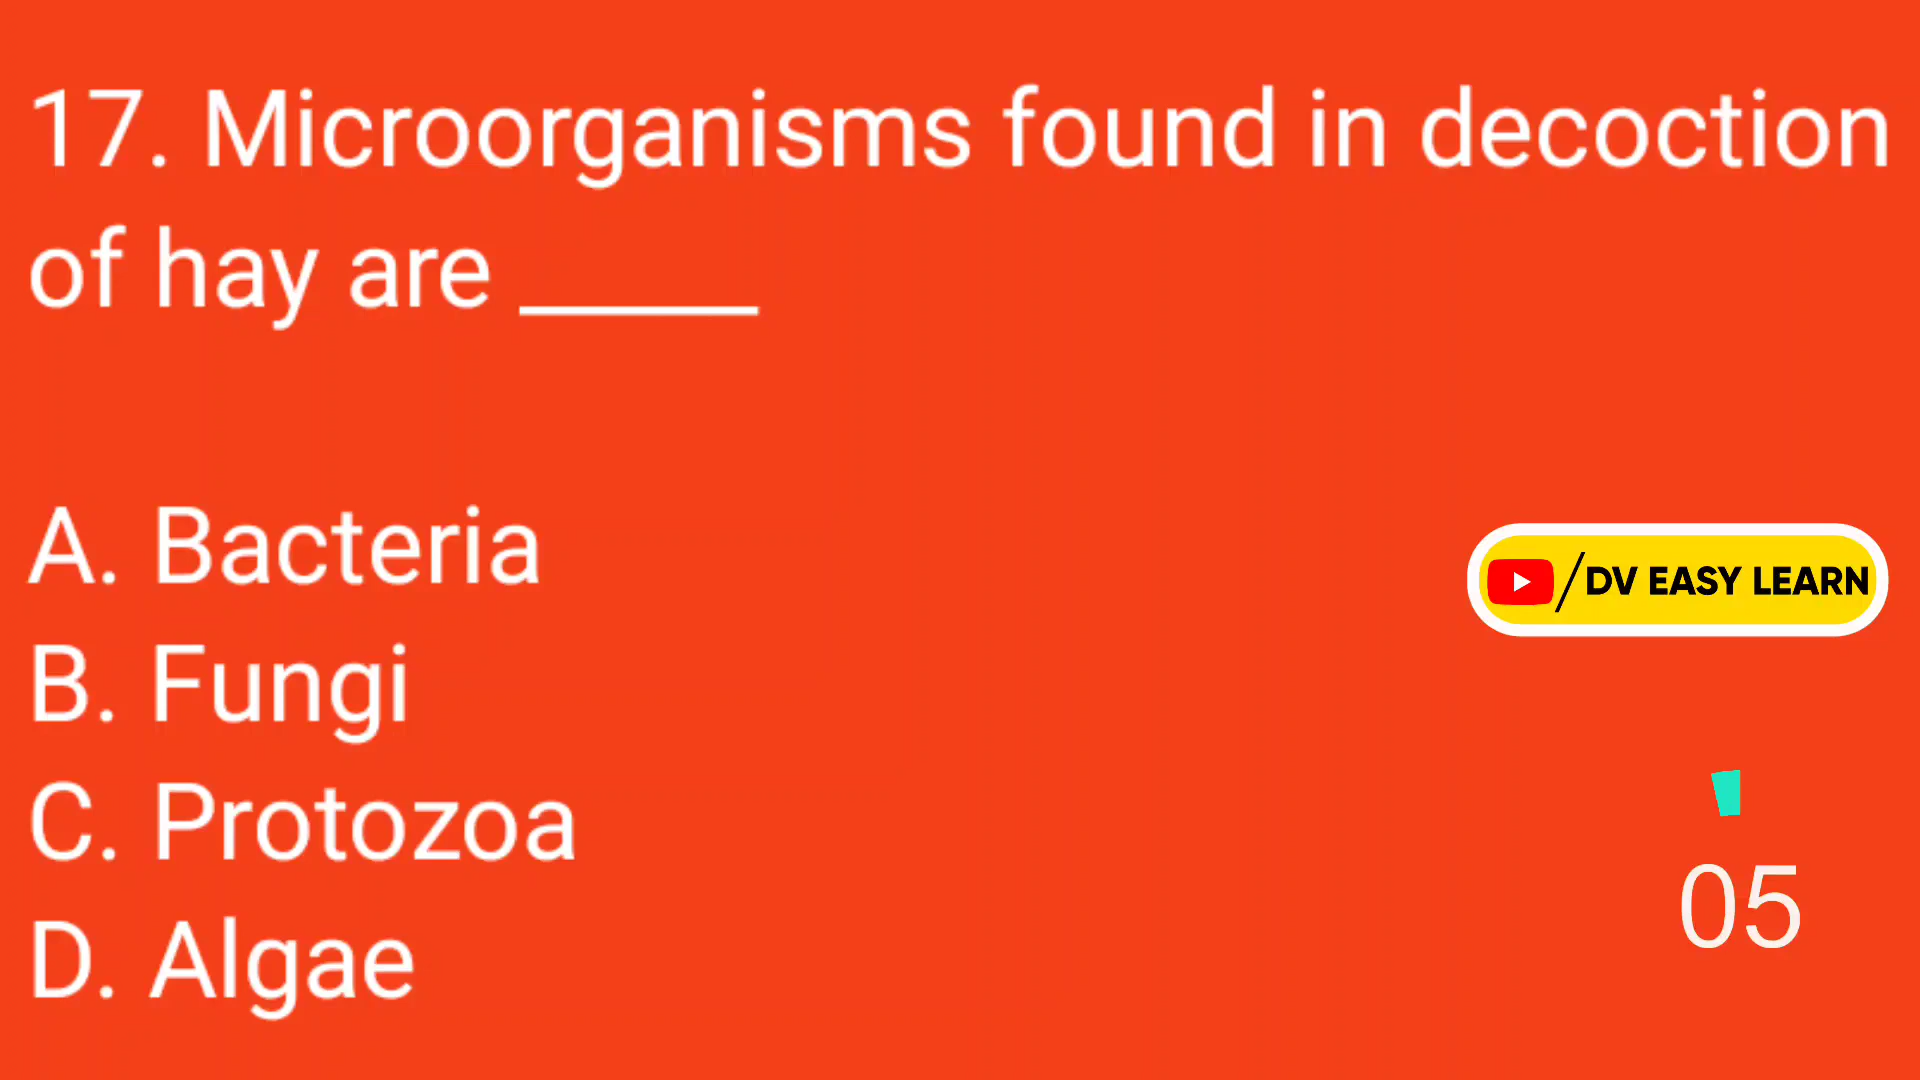 17. Microorganisms found in decoction
of hay are _____
A. Bacteria
B. Fungi
C. Protozoa
D. Algae
/DV EASY LEARN
05